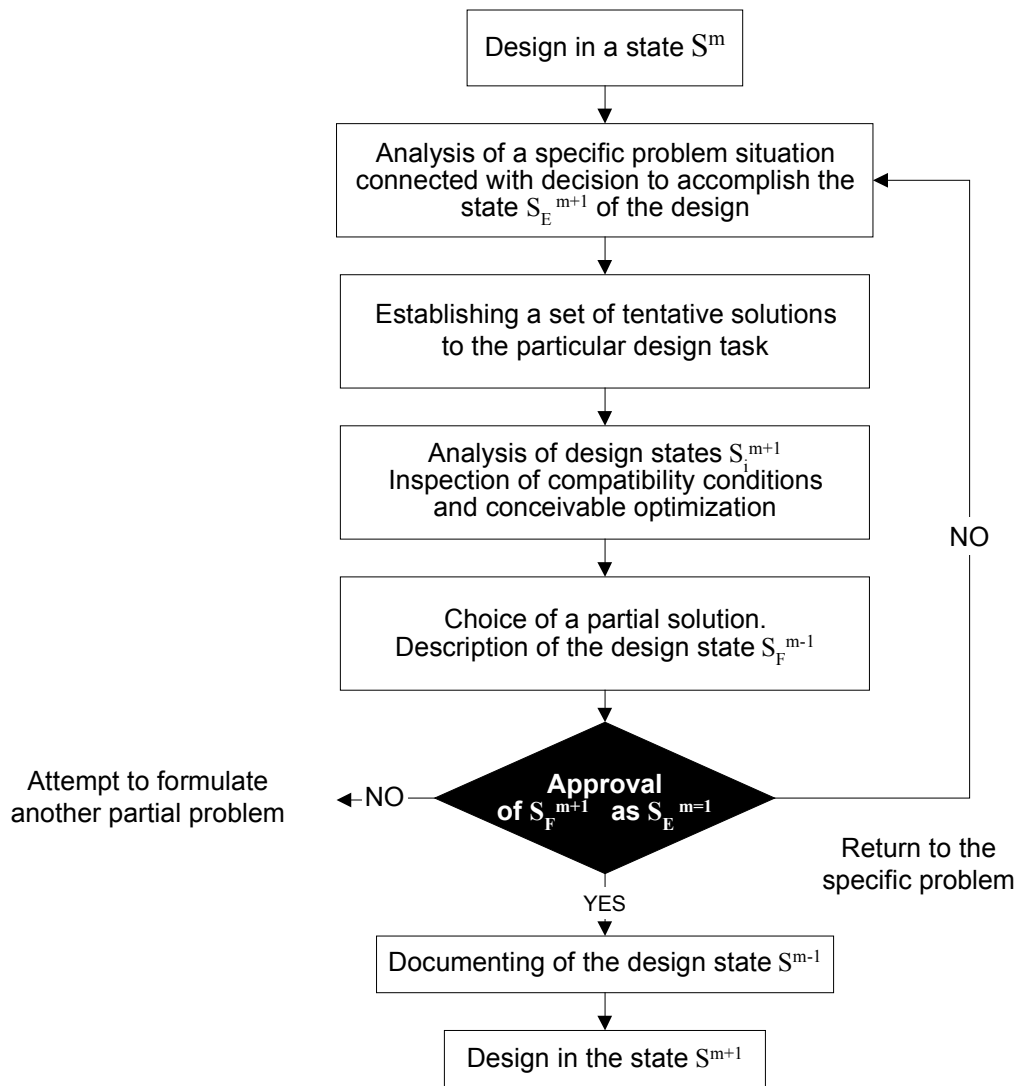 Design in a state Sᵐ
Analysis of a specific problem situation
connected with decision to accomplish the
state S_E^{m+1} of the design
Establishing a set of tentative solutions
to the particular design task
Analysis of design states S_i^{m+1}
Inspection of compatibility conditions
and conceivable optimization
NO
Choice of a partial solution.
Description of the design state S_F^{m-1}
Attempt to formulate
another partial problem
NO
Approval
of S_F^{m+1} as S_E^{m=1}
Return to the
specific problem
YES
Documenting of the design state S^{m-1}
Design in the state S^{m+1}